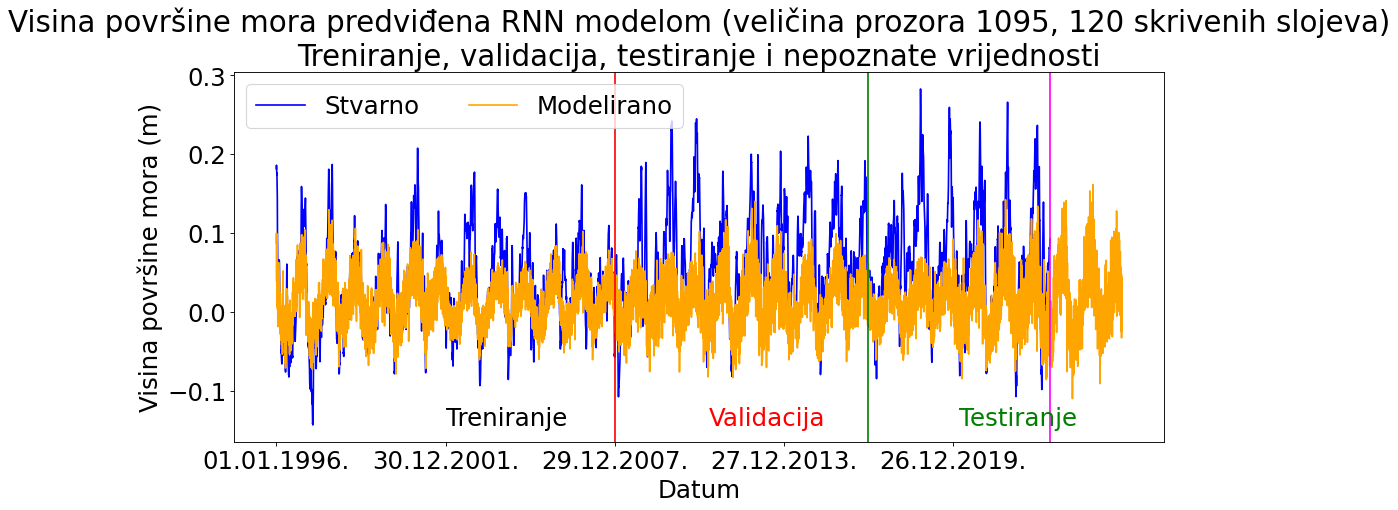 Visina površine mora predviđena RNN modelom (veličina prozora 1095, 120 skrivenih slojeva)
Treniranje, validacija, testiranje i nepoznate vrijednosti
Stvarno
Modelirano
Visina površine mora (m)
0.3
0.2
0.1
0.0
−0.1
Treniranje
Validacija
Testiranje
01.01.1996.
30.12.2001.
29.12.2007.
27.12.2013.
26.12.2019.
Datum